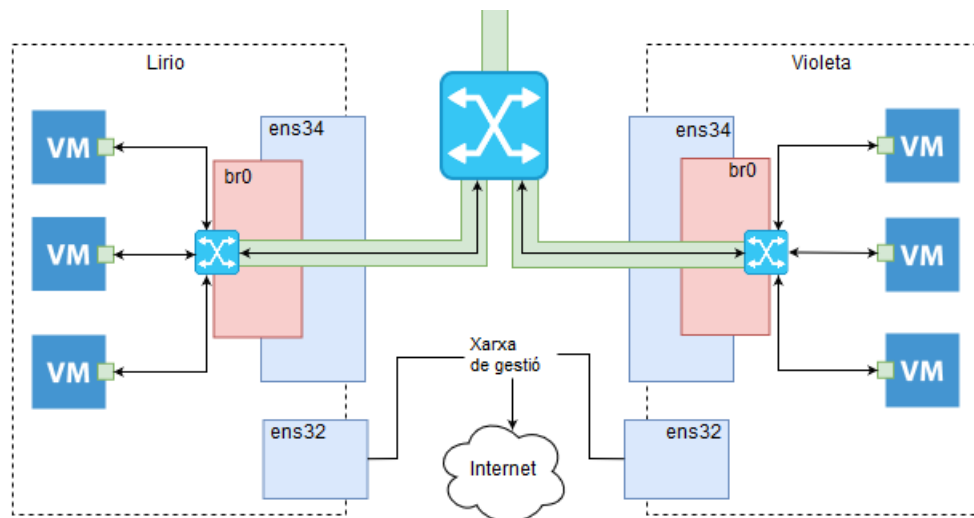 Lirio
Violeta
VM
VM
VM
ens34
br0
ens32
Xarxa
de gestió
Internet
ens34
br0
ens32
VM
VM
VM